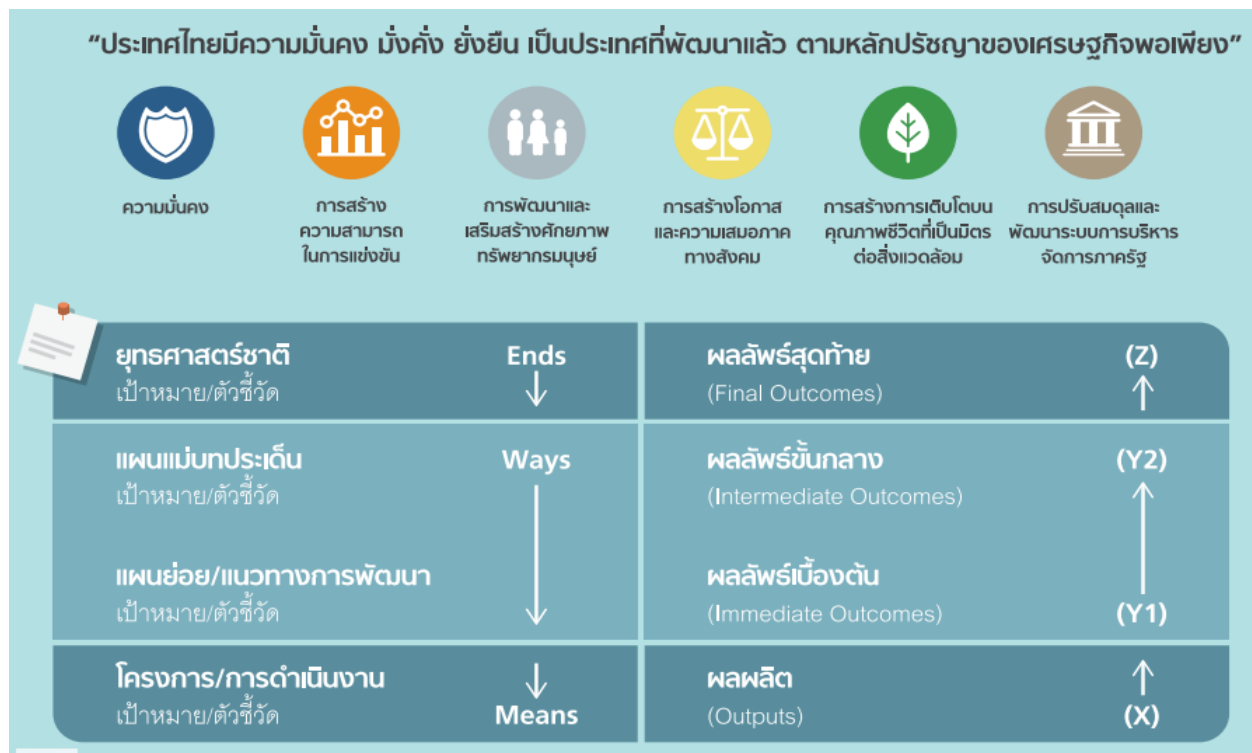 “ประเทศไทยมีความมั่นคง มั่งคั่ง ยั่งยืน เป็นประเทศที่พัฒนาแล้ว ตามหลักปรัชญาของเศรษฐกิจพอเพียง”
ความมั่นคง
การสร้าง
ความสามารถ
ในการแข่งขัน
การพัฒนาและ
เสริมสร้างศักยภาพ
ทรัพยากรมนุษย์
การสร้างโอกาส
และความเสมอภาค
ทางสังคม
การสร้างการเติบโตบน
คุณภาพชีวิตที่เป็นมิตร
ต่อสิ่งแวดล้อม
การปรับสมดุลและ
พัฒนาระบบการบริหาร
จัดการภาครัฐ
ยุทธศาสตร์ชาติ Ends ผลลัพธ์สุดท้าย (Z)
เป้าหมาย/ตัวชี้วัด (Final Outcomes)
แผนแม่บทประเด็น Ways ผลลัพธ์ขั้นกลาง (Y2)
เป้าหมาย/ตัวชี้วัด (Intermediate Outcomes)
แผนย่อย/แนวทางการพัฒนา ผลลัพธ์เบื้องต้น
เป้าหมาย/ตัวชี้วัด (Immediate Outcomes) (Y1)
โครงการ/การดำเนินงาน ผลผลิต
เป้าหมาย/ตัวชี้วัด Means (Outputs) (X)